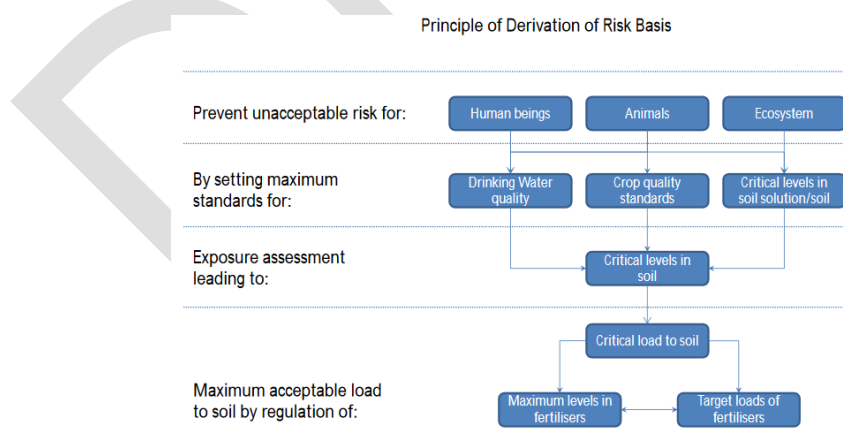 Principle of Derivation of Risk Basis
Prevent unacceptable risk for:
Human beings
Animals
Ecosystem
By setting maximum
standards for:
Drinking Water
quality
Crop quality
standards
Critical levels in
soil solution/soil
Exposure assessment
leading to:
Critical levels in
soil
Critical load to soil
Maximum acceptable load
to soil by regulation of:
Maximum levels in
fertilisers
Target loads of
fertilisers